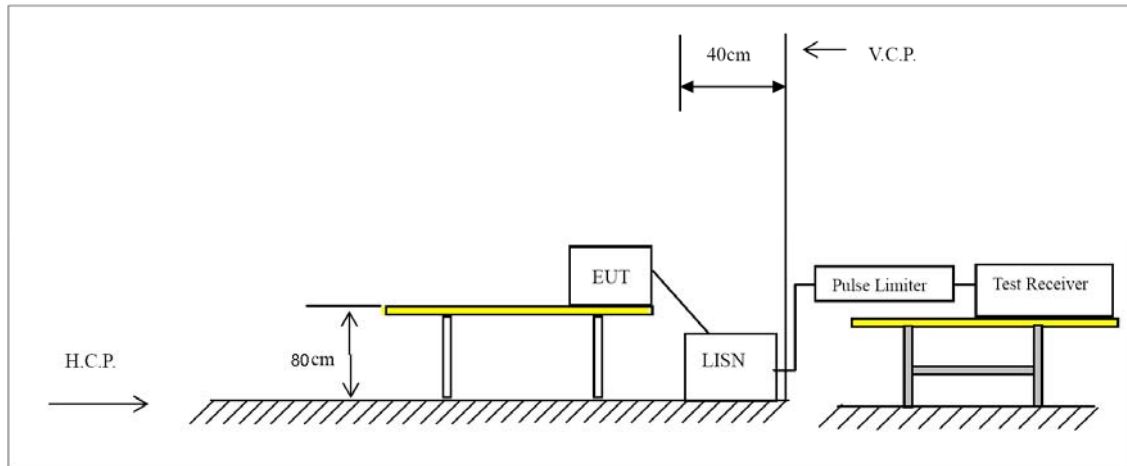 40cm
V.C.P.
EUT
Pulse Limiter
Test Receiver
80cm
H.C.P.
LISN